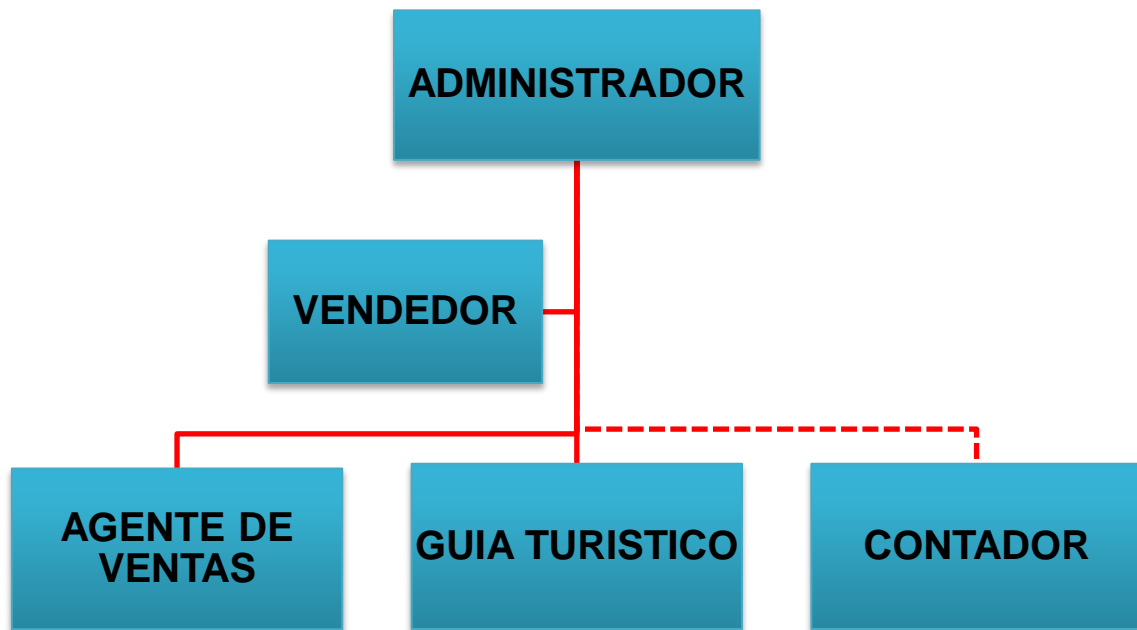 ADMINISTRADOR
VENDEDOR
AGENTE DE
VENTAS
GUIA TURISTICO
CONTADOR